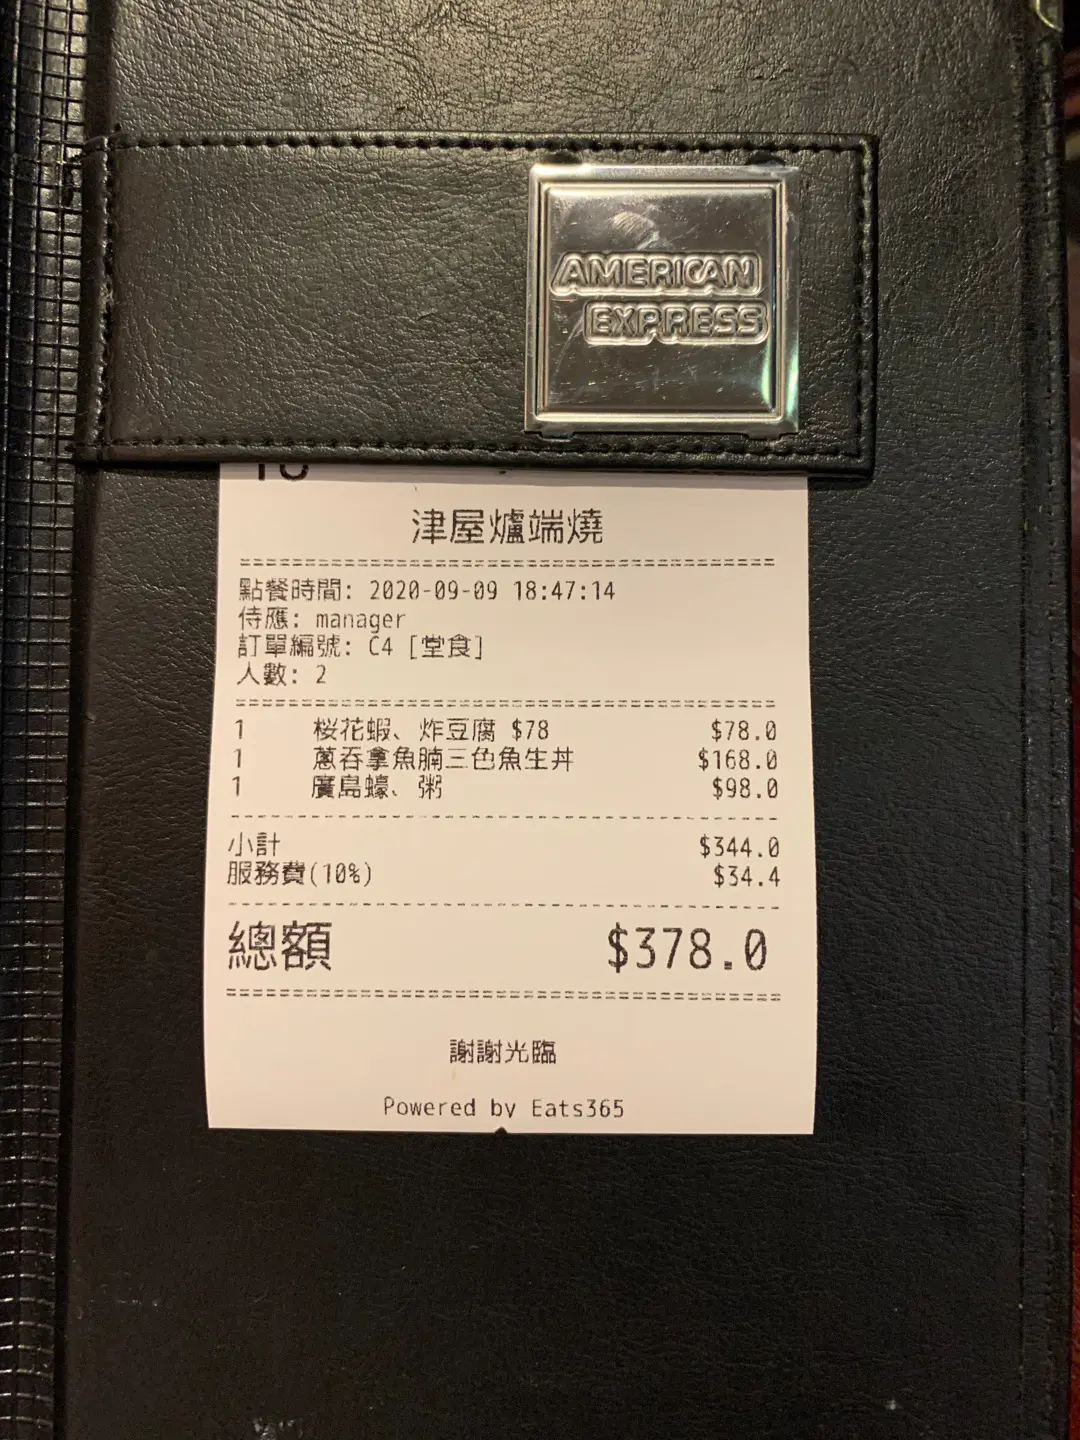 AMERICAN
EXPRESS
津屋爐端燒
點餐時間: 2020-09-09 18:47:14
侍應: manager
訂單編號: C4 [堂食]
人數: 2
1 桜花蝦、炸豆腐 $78 $78.0
1 蔥吞拿魚腩三色魚生丼 $168.0
1 廣島蠔、粥 $98.0
小計 $344.0
服務費(10%) $34.4
總額 $378.0
謝謝光臨
Powered by Eats365